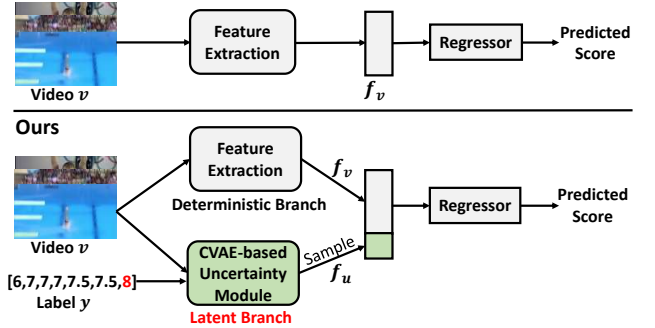 Feature
Extraction
Regressor
Predicted
Score
Video v
f_v
Ours
Feature
Extraction
f_v
Deterministic Branch
Regressor
Predicted
Score
Video v
CVAE-based
Uncertainty
Module
Sample
f_u
[6,7,7,7,7.5,7.5,8]
Label y
Latent Branch